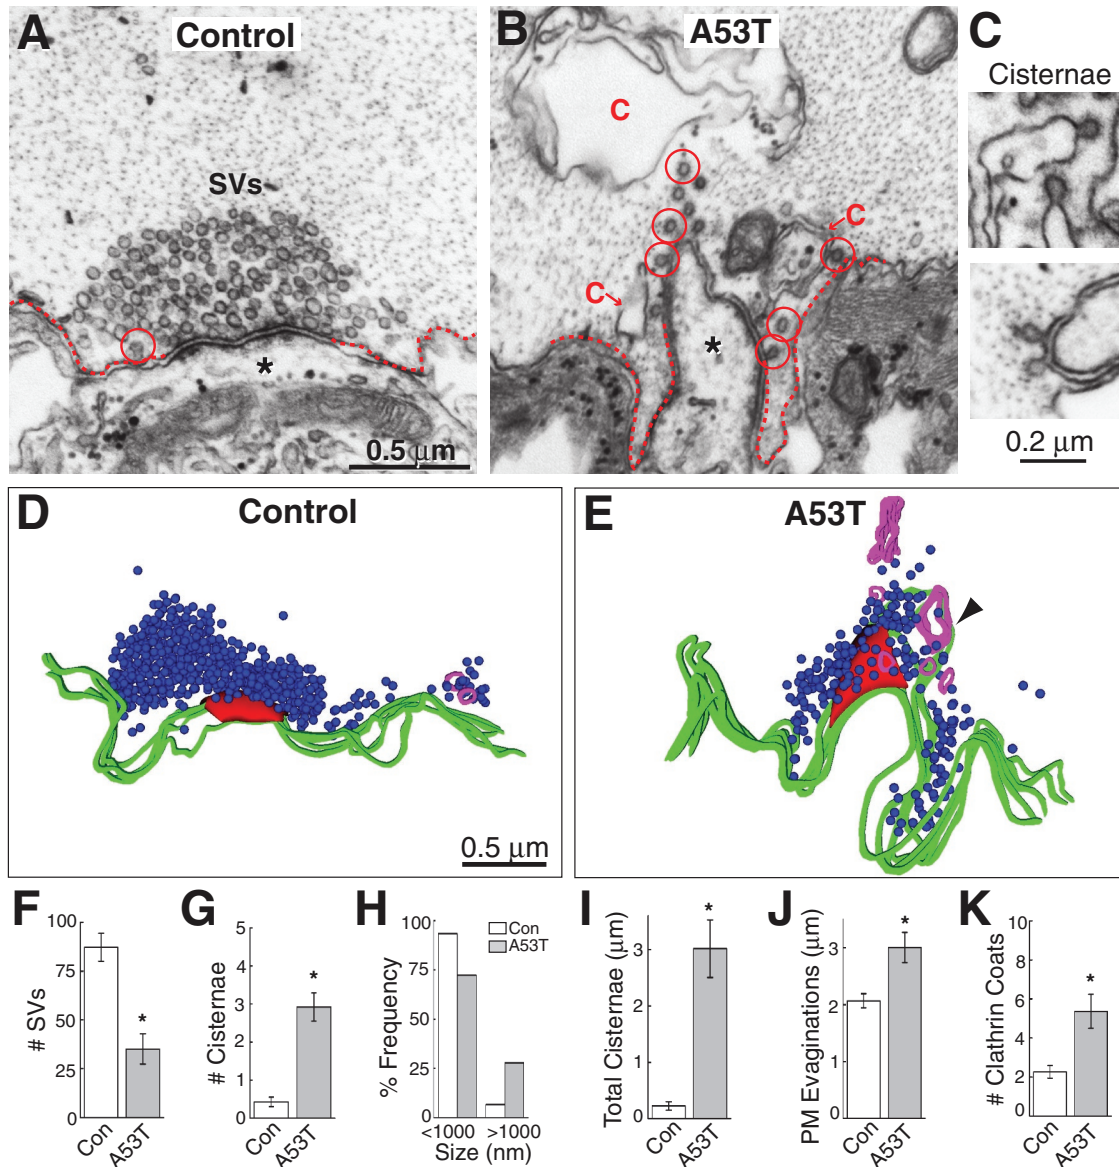 A
Control
SVs
*
0.5 μm
B
A53T
C
C
C
*
C
Cisternae
0.2 μm
D
Control
0.5 μm
E
A53T
F
# SVs
100
75
50
25
0
*
Con
A53T
G
# Cisternae
5
4
3
2
1
0
*
Con
A53T
H
% Frequency
100
75
50
25
0
Con
A53T
<1000 >1000
Size (nm)
I
Total Cisternae (μm)
3
2
1
0
*
Con
A53T
J
PM Evaginations (μm)
3
2
1
0
*
Con
A53T
K
# Clathrin Coats
10
8
6
4
2
0
*
Con
A53T